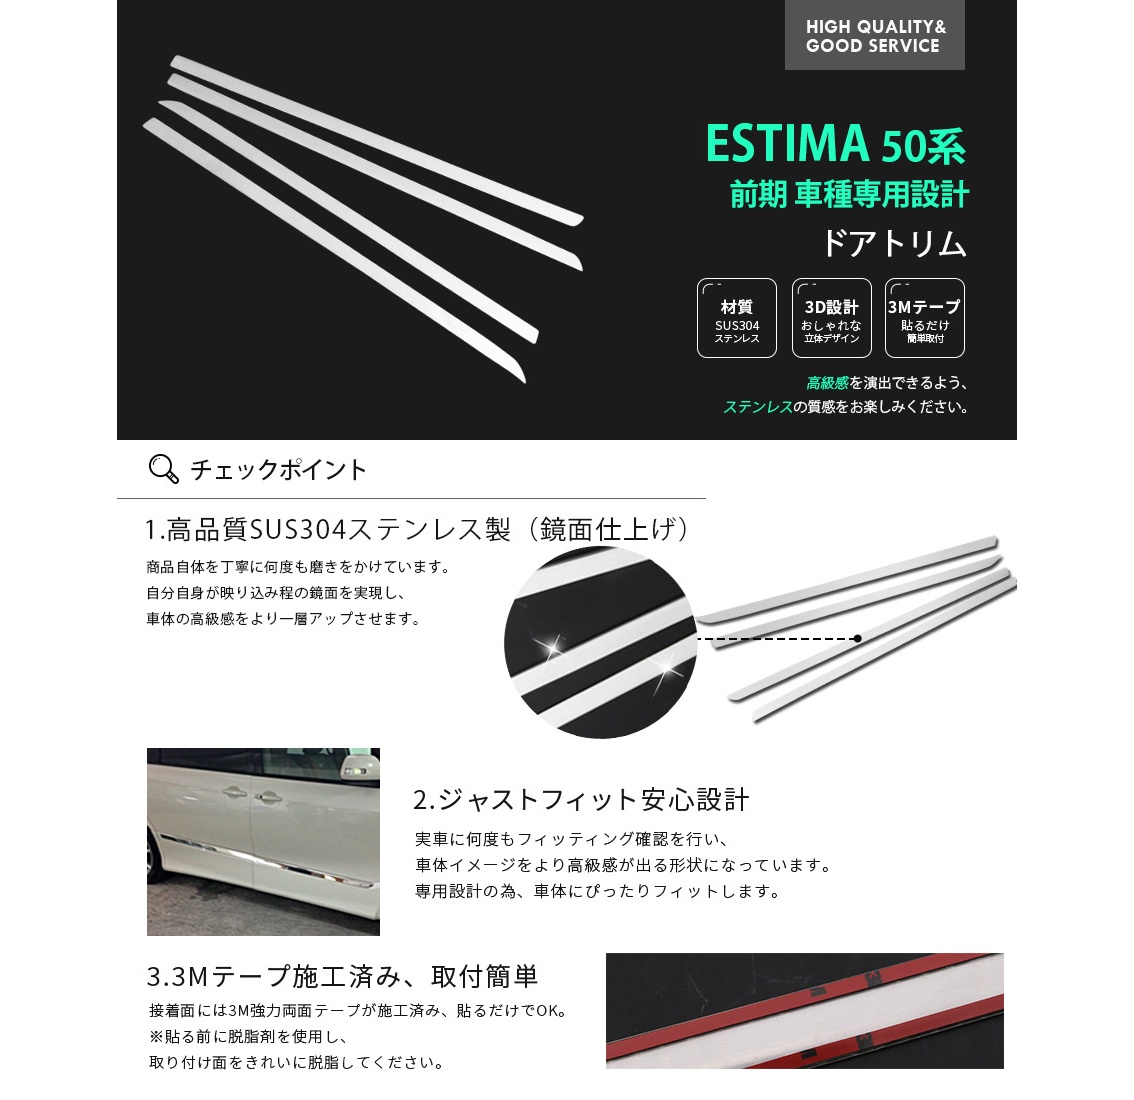 HIGH QUALITY&
GOOD SERVICE
ESTIMA 50系
前期 車種専用設計
ドアトリム
材質
SUS304
ステンレス
3D設計
おしゃれな
立体デザイン
3Mテープ
貼るだけ
簡単取付
高級感を演出できるよう、
ステンレスの質感をお楽しみください。
チェックポイント
1.高品質SUS304ステンレス製（鏡面仕上げ）
商品自体を丁寧に何度も磨きをかけています。
自分自身が映り込み程の鏡面を実現し、
車体の高級感をより一層アップさせます。
2.ジャストフィット安心設計
実車に何度もフィッティング確認を行い、
車体イメージをより高級感が出る形状になっています。
専用設計の為、車体にぴったりフィットします。
3.3Mテープ施工済み、取付簡単
接着面には3M強力両面テープが施工済み、貼るだけでOK。
※貼る前に脱脂剤を使用し、
取り付け面をきれいに脱脂してください。